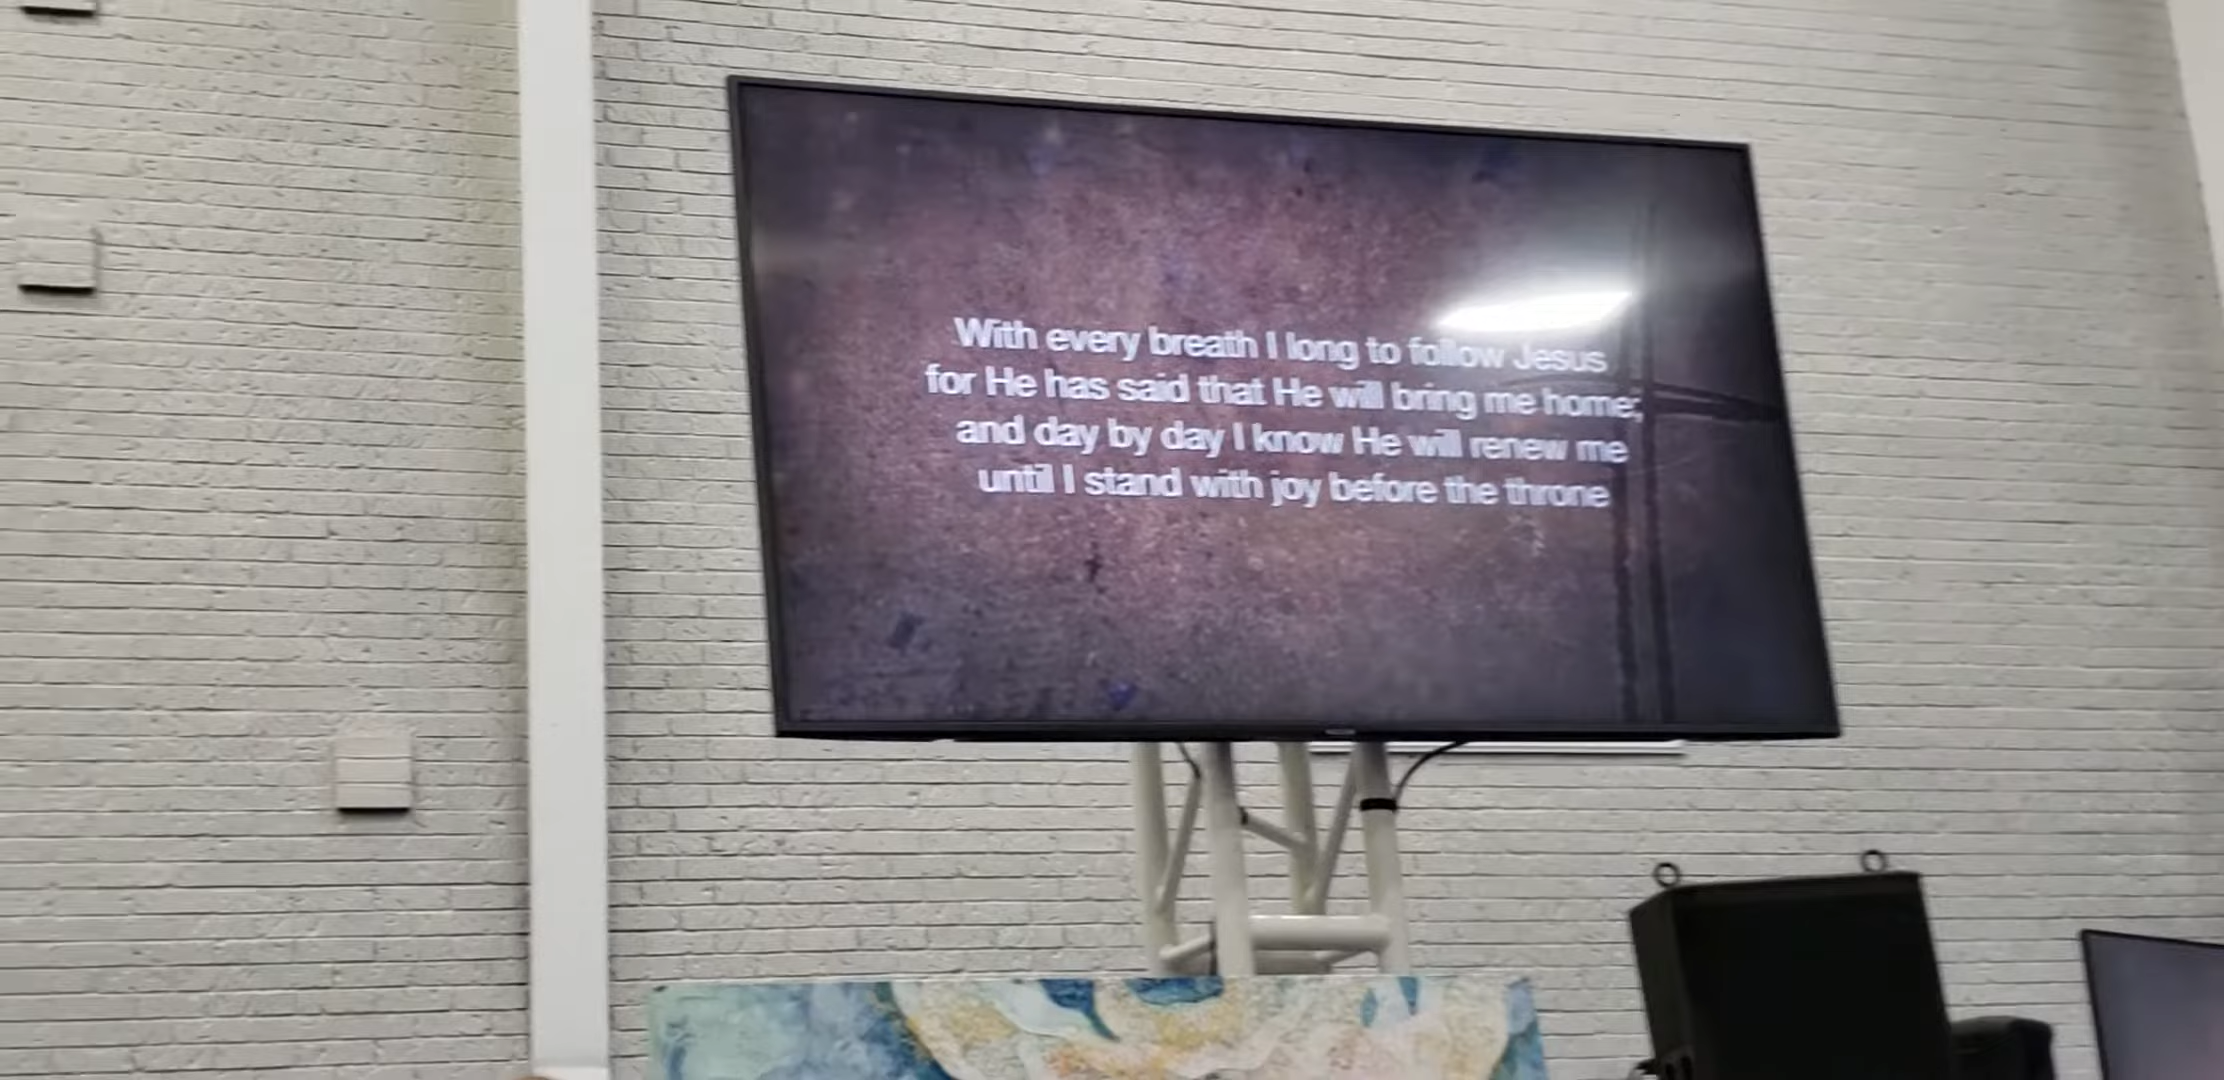 With every breath I long to follow Jesus
for He has said that He will bring me home;
and day by day I know He will renew me
until I stand with joy before the throne